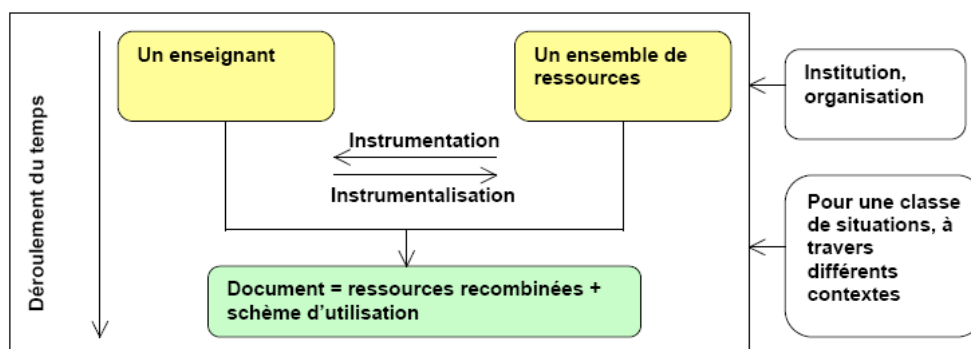 Déroulement du temps
Un enseignant
Un ensemble de
ressources
Instrumentation
Instrumentalisation
Document = ressources recombinées +
schème d'utilisation
Institution,
organisation
Pour une classe
de situations, à
travers
différents
contextes